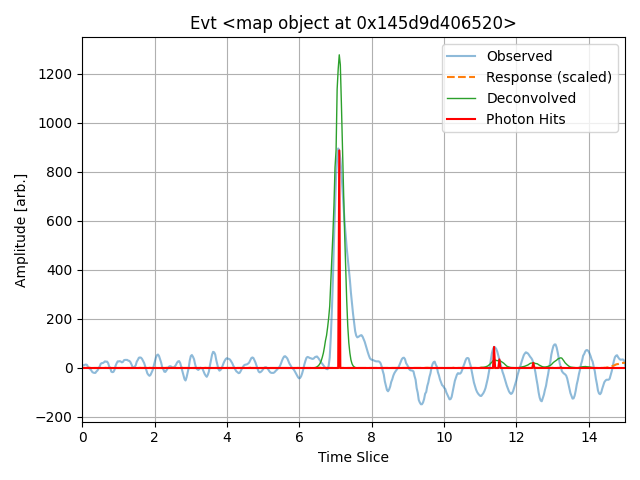 Evt <map object at 0x145d9d406520>
Observed
Response (scaled)
Deconvolved
Photon Hits
Amplitude [arb.]
1200
1000
800
600
400
200
0
−200
0 2 4 6 8 10 12 14
Time Slice